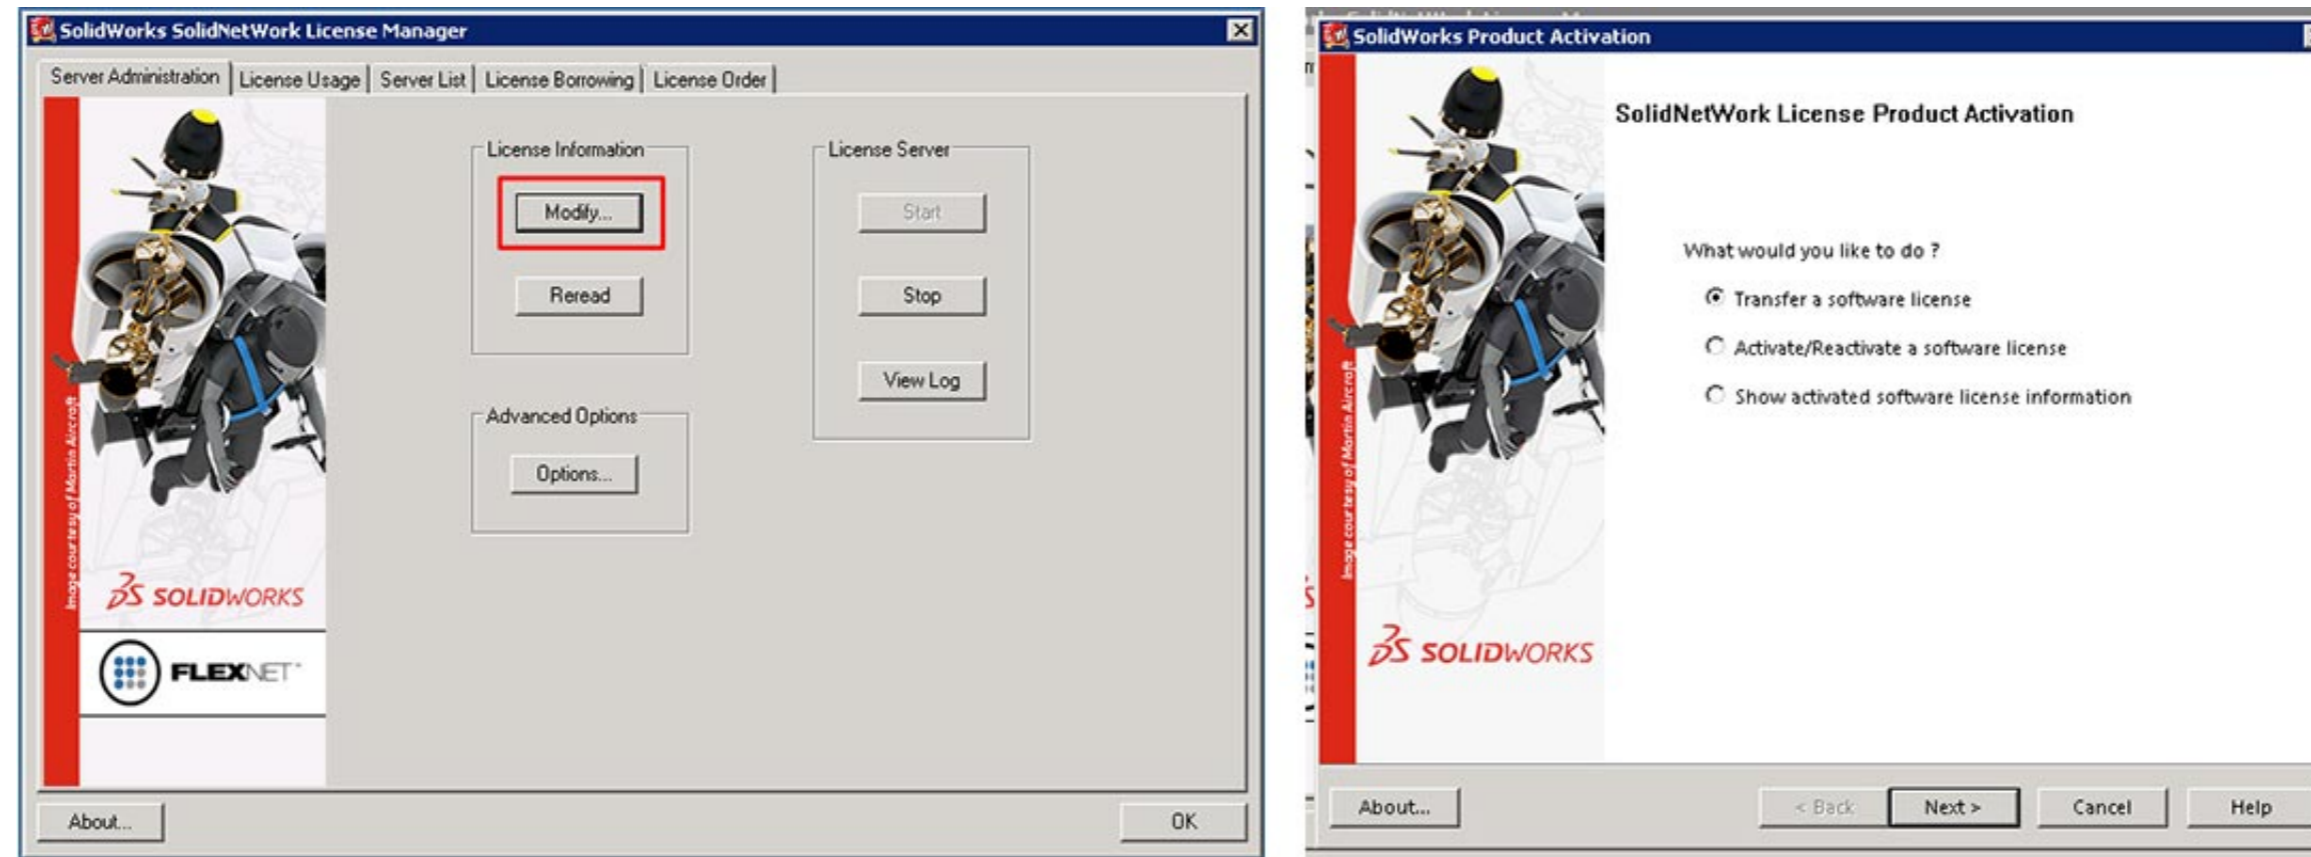 SolidWorks SolidNetWork License Manager
Server Administration License Usage Server List License Borrowing License Order
License Information
Modify...
Reread
Advanced Options
Options...
License Server
Start
Stop
View Log
Image courtesy of Martin Aircraft
SOLIDWORKS
FLEXNET
About...
OK
SolidWorks Product Activation
SolidNetWork License Product Activation
What would you like to do ?
Transfer a software license
Activate/Reactivate a software license
Show activated software license information
Image courtesy of Martin Aircraft
SOLIDWORKS
About...
< Back
Next >
Cancel
Help